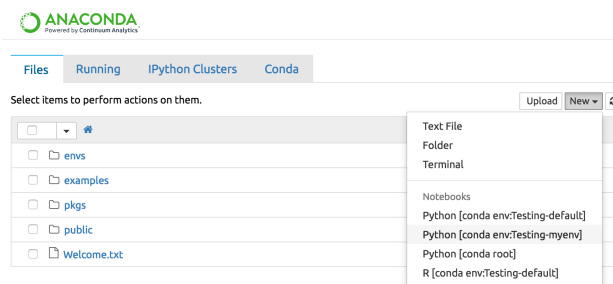 ANACONDA
Powered by Continuum Analytics
Files Running IPython Clusters Conda
Select items to perform actions on them.
Upload New
Text File
Folder
Terminal
Notebooks
Python [conda env:Testing-default]
Python [conda env:Testing-myenv]
Python [conda root]
R [conda env:Testing-default]
envs
examples
pkgs
public
Welcome.txt